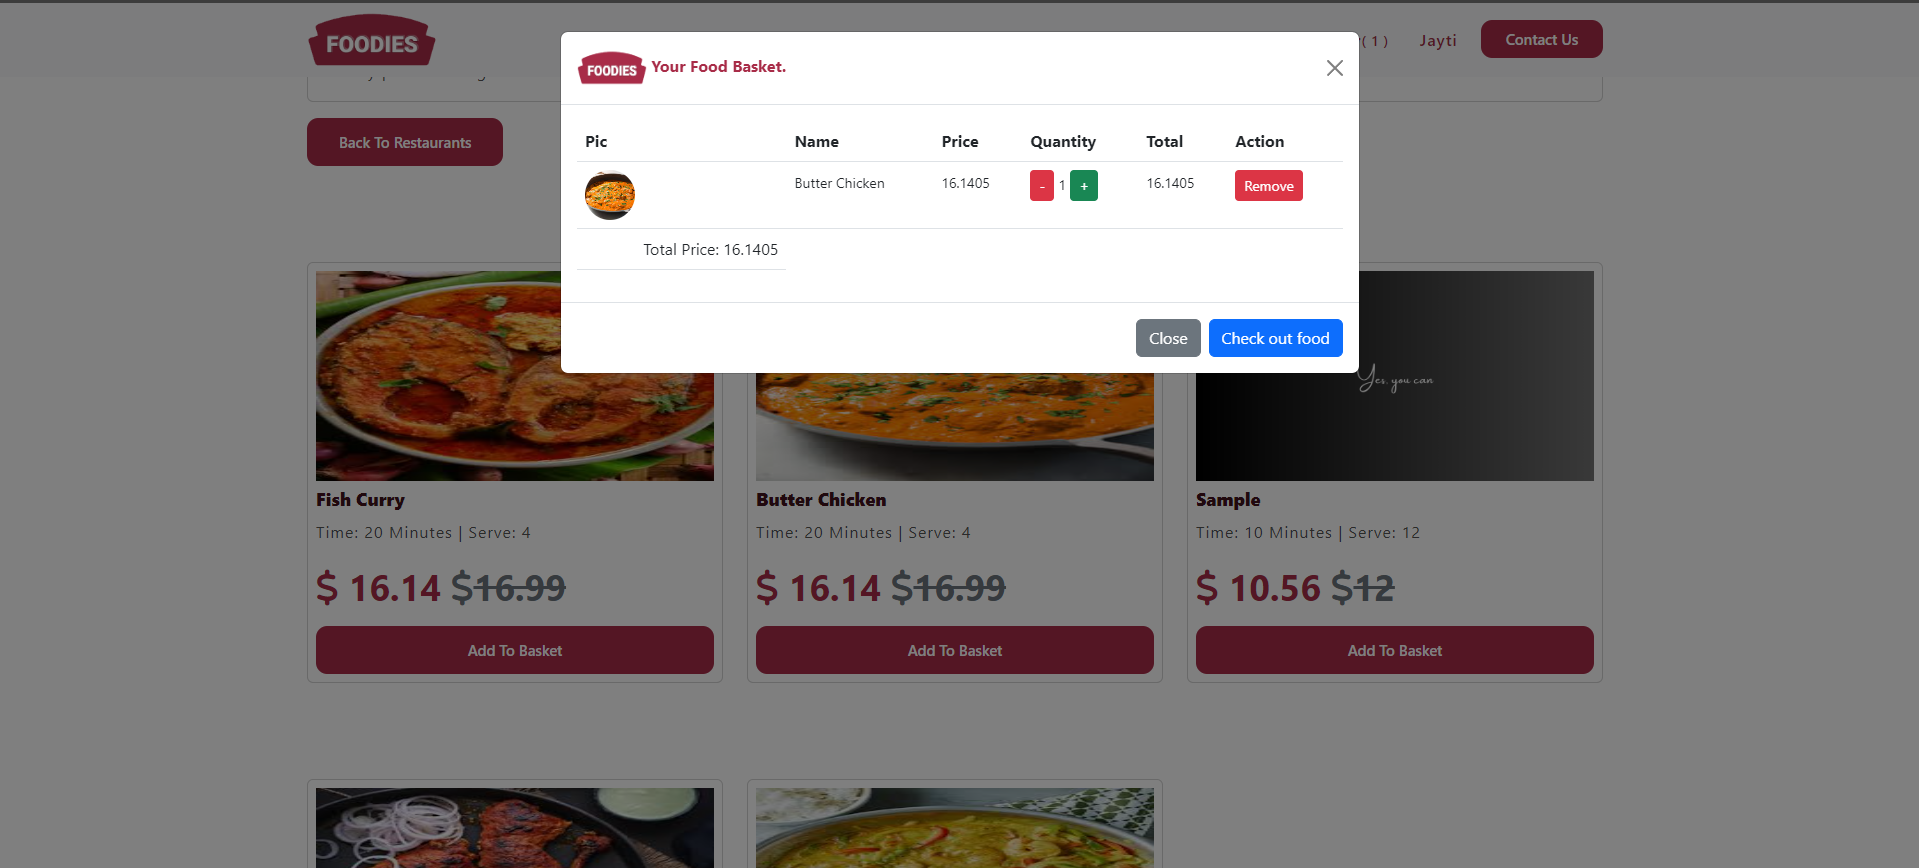 FOODIES
( 1 )
Jayti
Contact Us
FOODIES Your Food Basket.
Back To Restaurants
Pic Name Price Quantity Total Action
Butter Chicken 16.1405 - 1 + 16.1405 Remove
Total Price: 16.1405
Close Check out food
Yes, you can
Fish Curry
Time: 20 Minutes | Serve: 4
$ 16.14 $16.99
Add To Basket
Butter Chicken
Time: 20 Minutes | Serve: 4
$ 16.14 $16.99
Add To Basket
Sample
Time: 10 Minutes | Serve: 12
$ 10.56 $12
Add To Basket